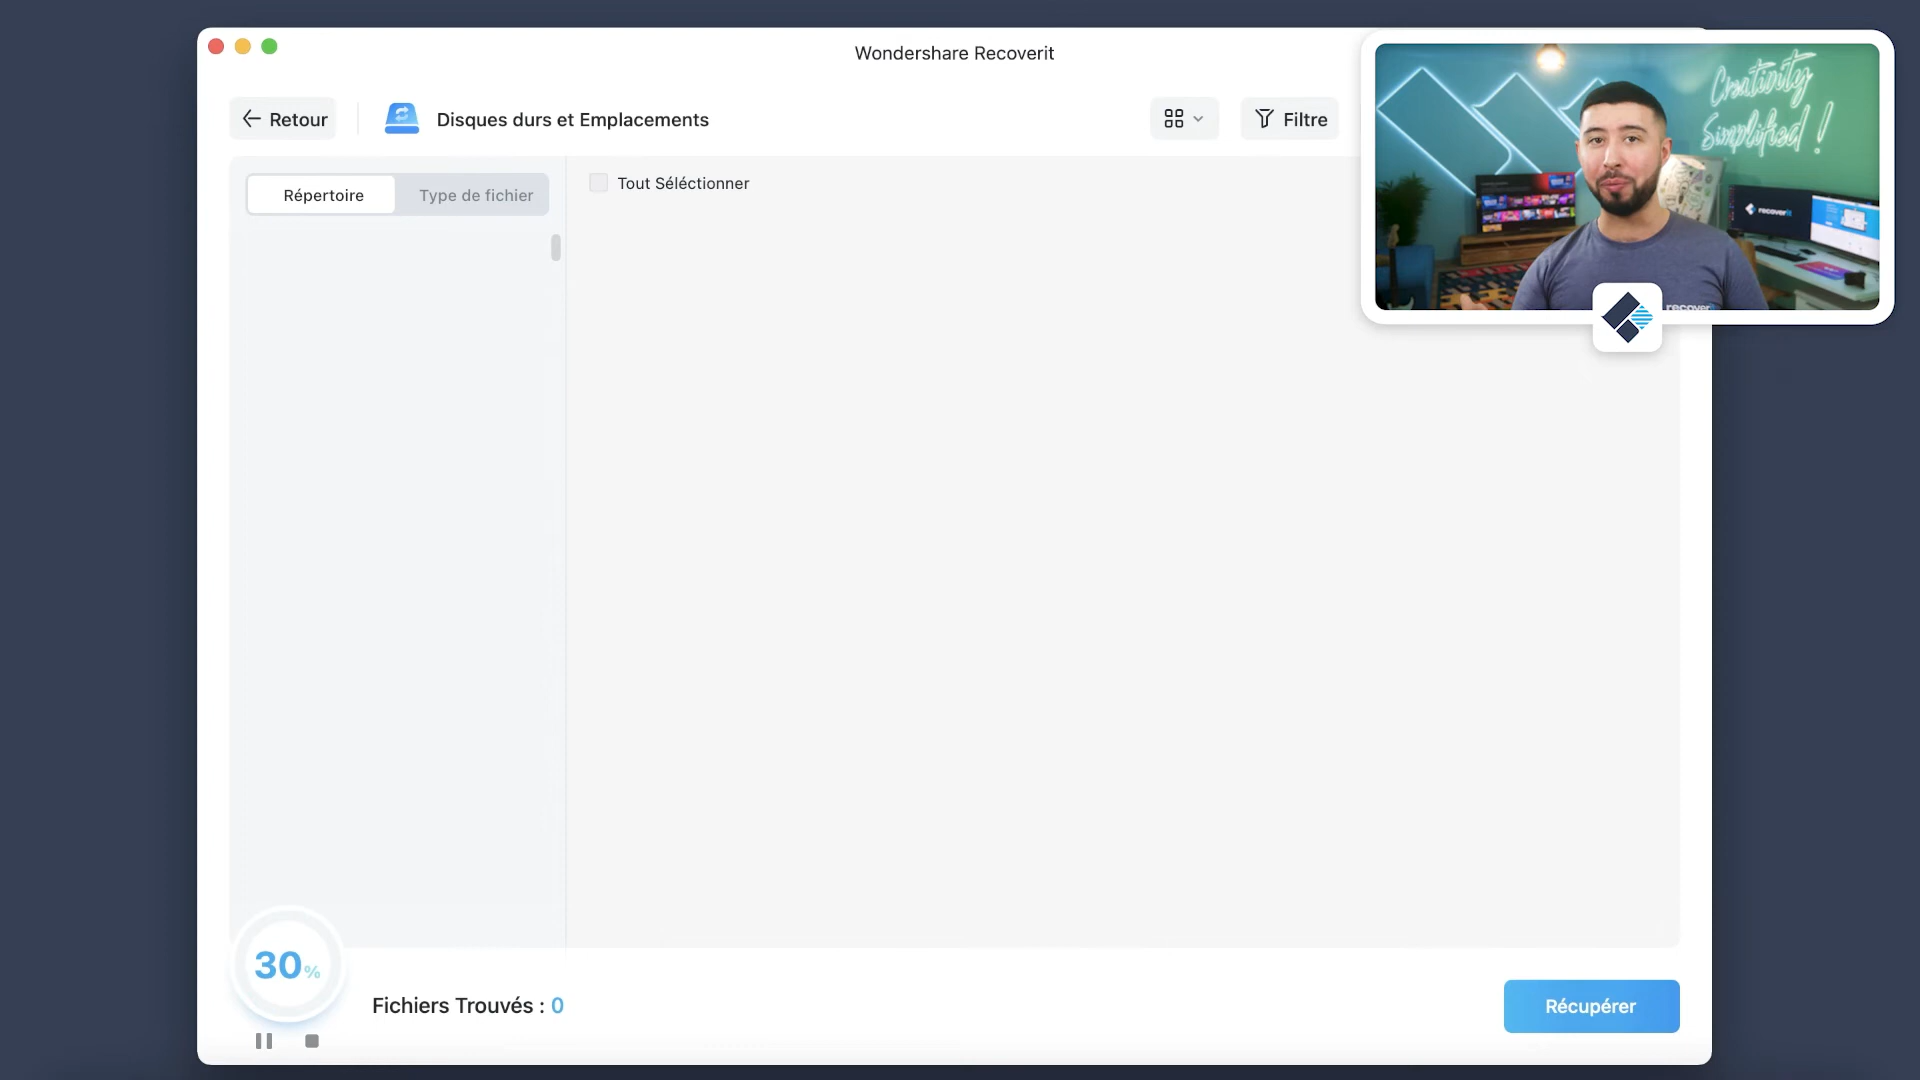 Wondershare Recoverit
Retour
Disques durs et Emplacements
Filtre
Répertoire
Type de fichier
Tout Séléctionner
Creativity
Simplified !
recoverit
30%
Fichiers Trouvés : 0
Récupérer